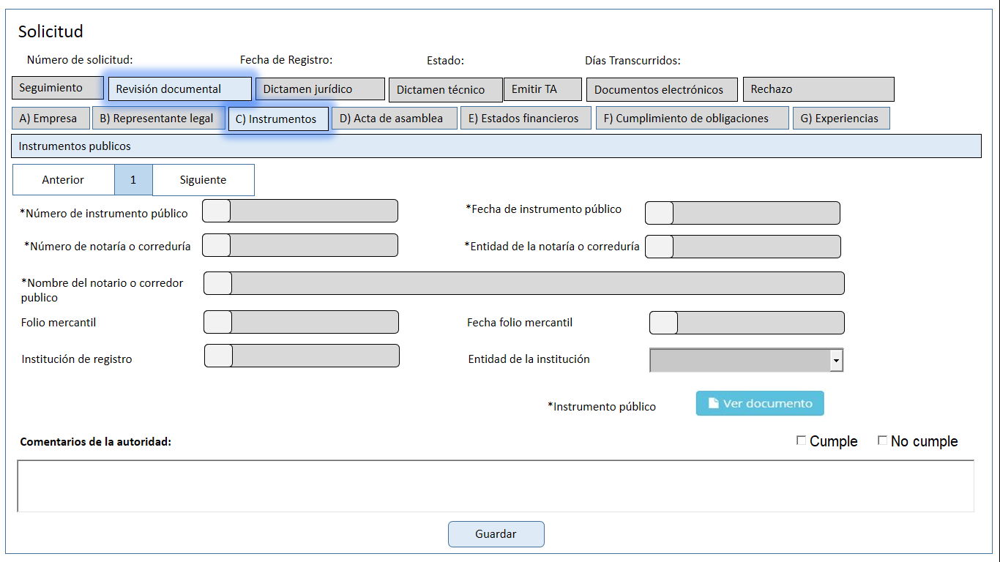 Solicitud
Número de solicitud: Fecha de Registro: Estado: Días Transcurridos:
Seguimiento Revisión documental Dictamen jurídico Dictamen técnico Emitir TA Documentos electrónicos Rechazo
A) Empresa B) Representante legal C) Instrumentos D) Acta de asamblea E) Estados financieros F) Cumplimiento de obligaciones G) Experiencias
Instrumentos publicos
Anterior 1 Siguiente
*Número de instrumento público *Fecha de instrumento público
*Número de notaría o correduría *Entidad de la notaría o correduría
*Nombre del notario o corredor
publico
Folio mercantil Fecha folio mercantil
Institución de registro Entidad de la institución
*Instrumento público Ver documento
Comentarios de la autoridad: Cumple No cumple
Guardar